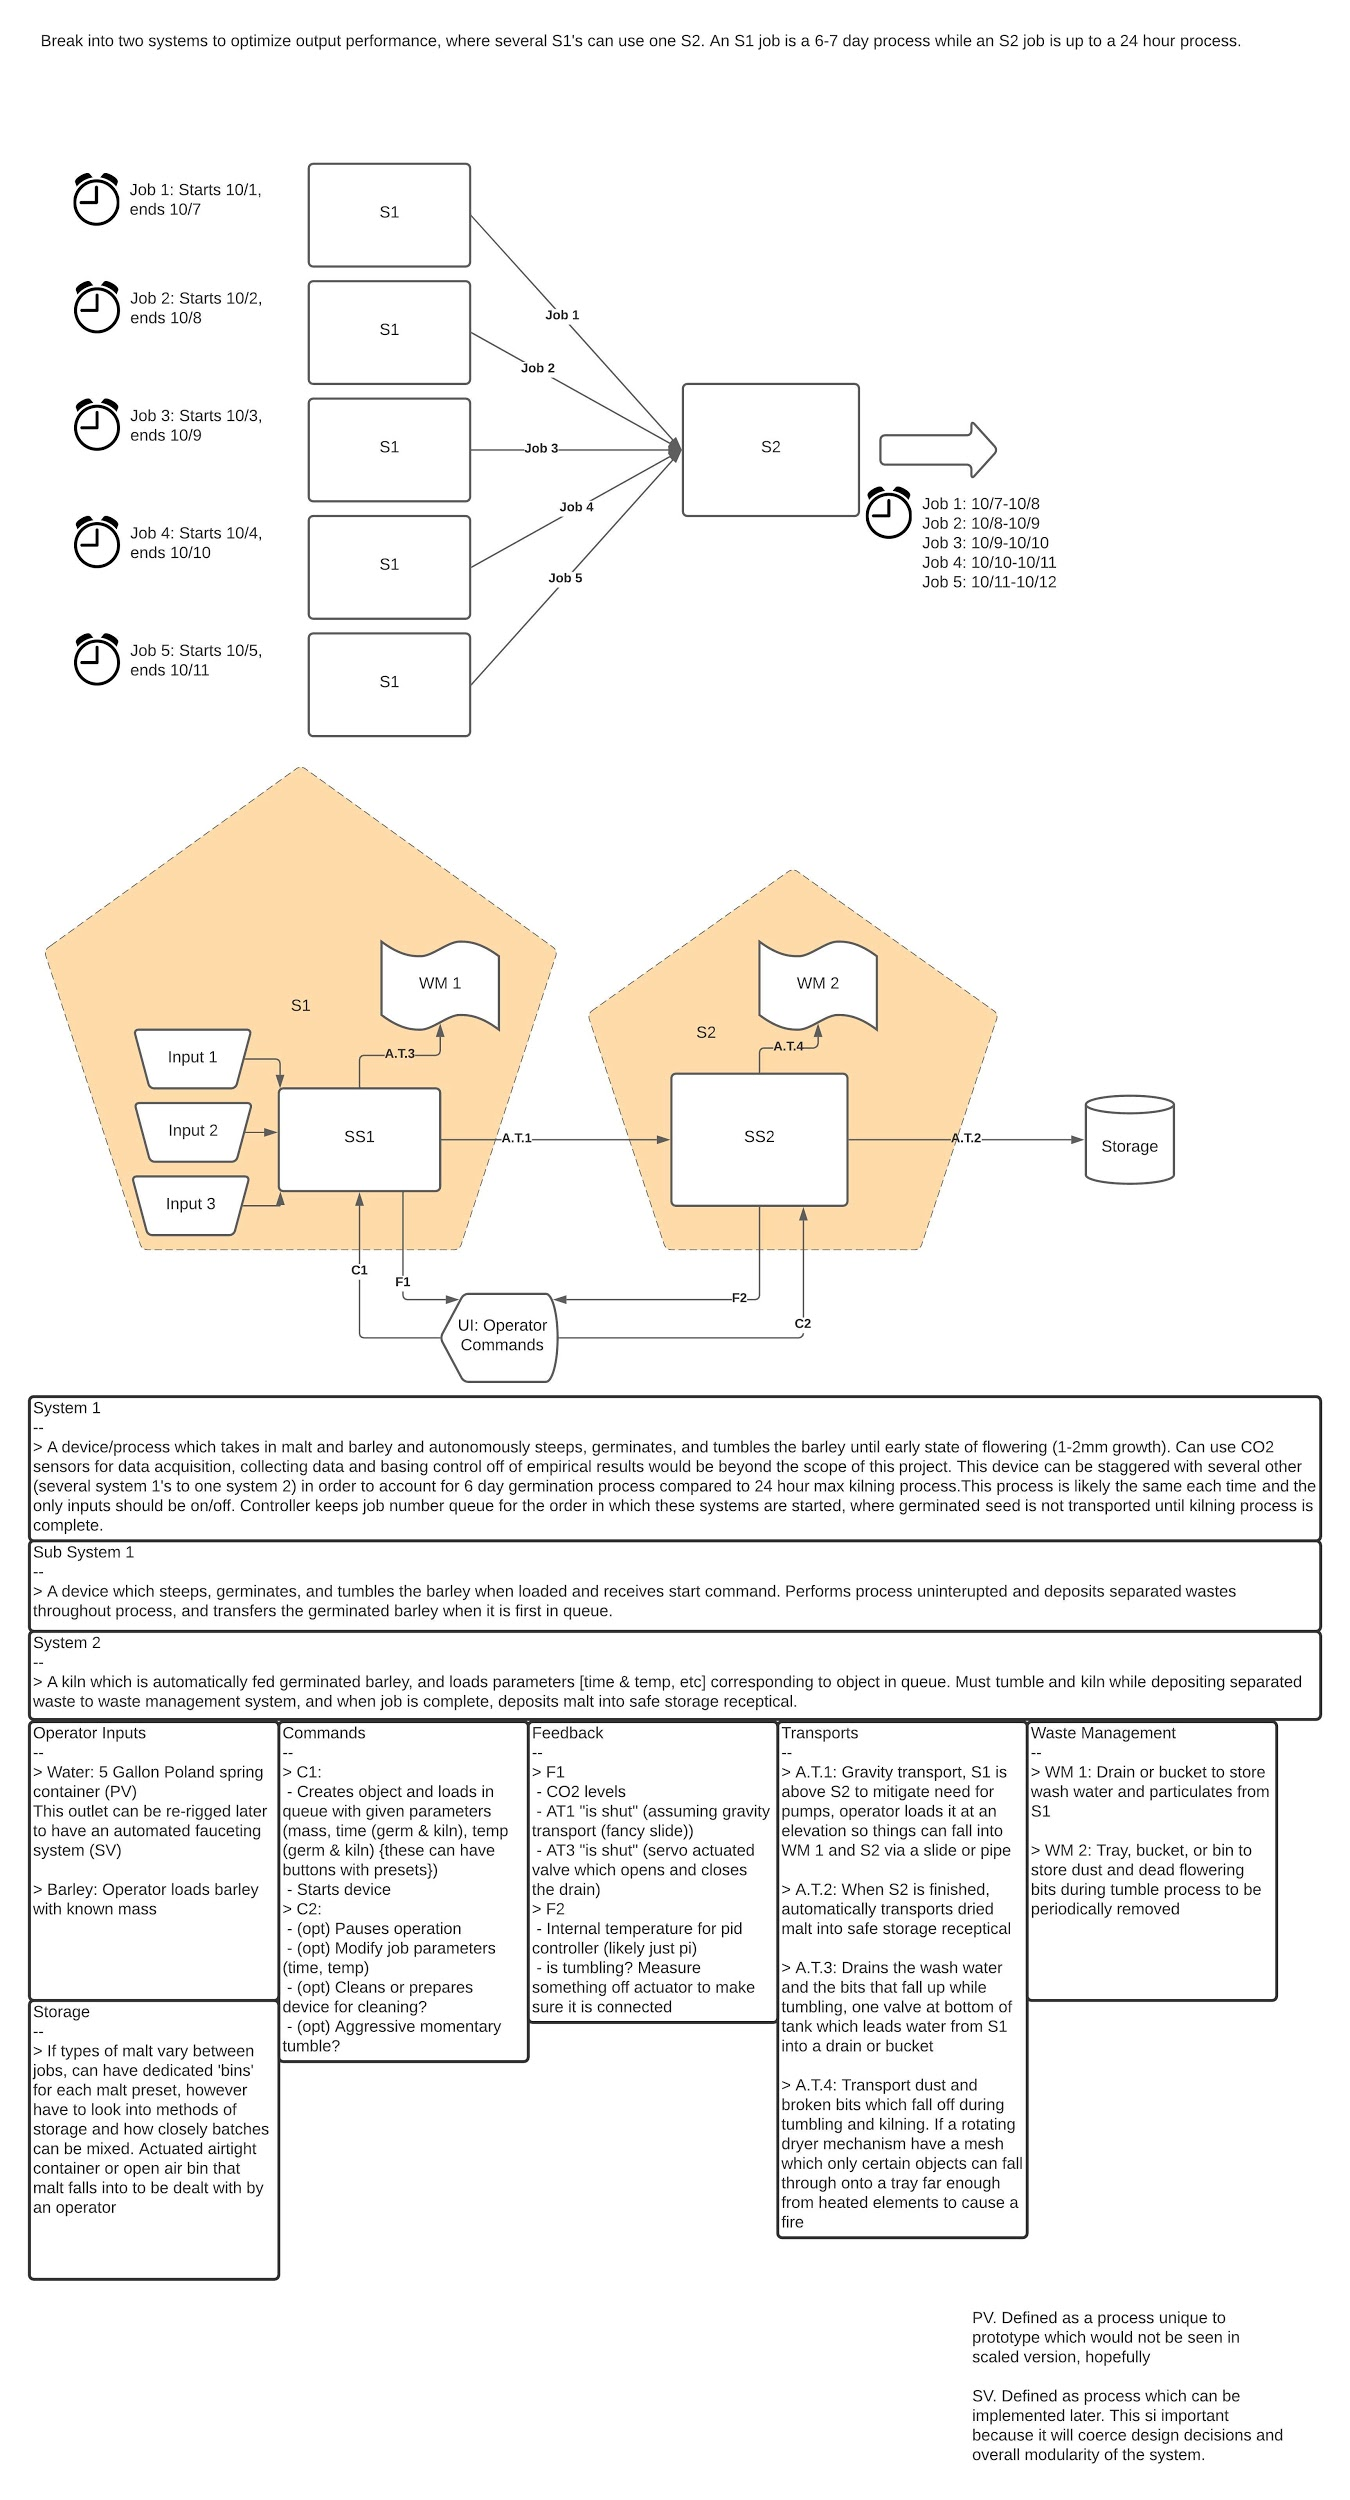 Break into two systems to optimize output performance, where several S1's can use one S2. An S1 job is a 6-7 day process while an S2 job is up to a 24 hour process.
Job 1: Starts 10/1,
ends 10/7
S1
Job 1
Job 2: Starts 10/2,
ends 10/8
S1
Job 2
Job 3: Starts 10/3,
ends 10/9
S1
Job 3
Job 4: Starts 10/4,
ends 10/10
S1
Job 4
Job 5: Starts 10/5,
ends 10/11
S1
Job 5
S2
Job 1: 10/7-10/8
Job 2: 10/8-10/9
Job 3: 10/9-10/10
Job 4: 10/10-10/11
Job 5: 10/11-10/12
S1
WM 1
A.T.3
Input 1
Input 2
Input 3
SS1
A.T.1
S2
WM 2
A.T.4
SS2
A.T.2
Storage
C1
F1
F2
C2
UI: Operator
Commands
System 1
--
> A device/process which takes in malt and barley and autonomously steeps, germinates, and tumbles the barley until early state of flowering (1-2mm growth). Can use CO2
sensors for data acquisition, collecting data and basing control off of empirical results would be beyond the scope of this project. This device can be staggered with several other
(several system 1's to one system 2) in order to account for 6 day germination process compared to 24 hour max kilning process.This process is likely the same each time and the
only inputs should be on/off. Controller keeps job number queue for the order in which these systems are started, where germinated seed is not transported until kilning process is
complete.
Sub System 1
--
> A device which steeps, germinates, and tumbles the barley when loaded and receives start command. Performs process uninterupted and deposits separated wastes
throughout process, and transfers the germinated barley when it is first in queue.
System 2
--
> A kiln which is automatically fed germinated barley, and loads parameters [time & temp, etc] corresponding to object in queue. Must tumble and kiln while depositing separated
waste to waste management system, and when job is complete, deposits malt into safe storage receptical.
Operator Inputs
--
> Water: 5 Gallon Poland spring
container (PV)
This outlet can be re-rigged later
to have an automated fauceting
system (SV)
> Barley: Operator loads barley
with known mass
Storage
--
> If types of malt vary between
jobs, can have dedicated 'bins'
for each malt preset, however
have to look into methods of
storage and how closely batches
can be mixed. Actuated airtight
container or open air bin that
malt falls into to be dealt with by
an operator
Commands
--
> C1:
- Creates object and loads in
queue with given parameters
(mass, time (germ & kiln), temp
(germ & kiln) {these can have
buttons with presets})
- Starts device
> C2:
- (opt) Pauses operation
- (opt) Modify job parameters
(time, temp)
- (opt) Cleans or prepares
device for cleaning?
- (opt) Aggressive momentary
tumble?
Feedback
--
> F1
- CO2 levels
- AT1 "is shut" (assuming gravity
transport (fancy slide))
- AT3 "is shut" (servo actuated
valve which opens and closes
the drain)
> F2
- Internal temperature for pid
controller (likely just pi)
- is tumbling? Measure
something off actuator to make
sure it is connected
Transports
--
> A.T.1: Gravity transport, S1 is
above S2 to mitigate need for
pumps, operator loads it at an
elevation so things can fall into
WM 1 and S2 via a slide or pipe
> A.T.2: When S2 is finished,
automatically transports dried
malt into safe storage receptical
> A.T.3: Drains the wash water
and the bits that fall up while
tumbling, one valve at bottom of
tank which leads water from S1
into a drain or bucket
> A.T.4: Transport dust and
broken bits which fall off during
tumbling and kilning. If a rotating
dryer mechanism have a mesh
which only certain objects can fall
through onto a tray far enough
from heated elements to cause a
fire
Waste Management
--
> WM 1: Drain or bucket to store
wash water and particulates from
S1
> WM 2: Tray, bucket, or bin to
store dust and dead flowering
bits during tumble process to be
periodically removed
PV. Defined as a process unique to
prototype which would not be seen in
scaled version, hopefully
SV. Defined as process which can be
implemented later. This si important
because it will coerce design decisions and
overall modularity of the system.